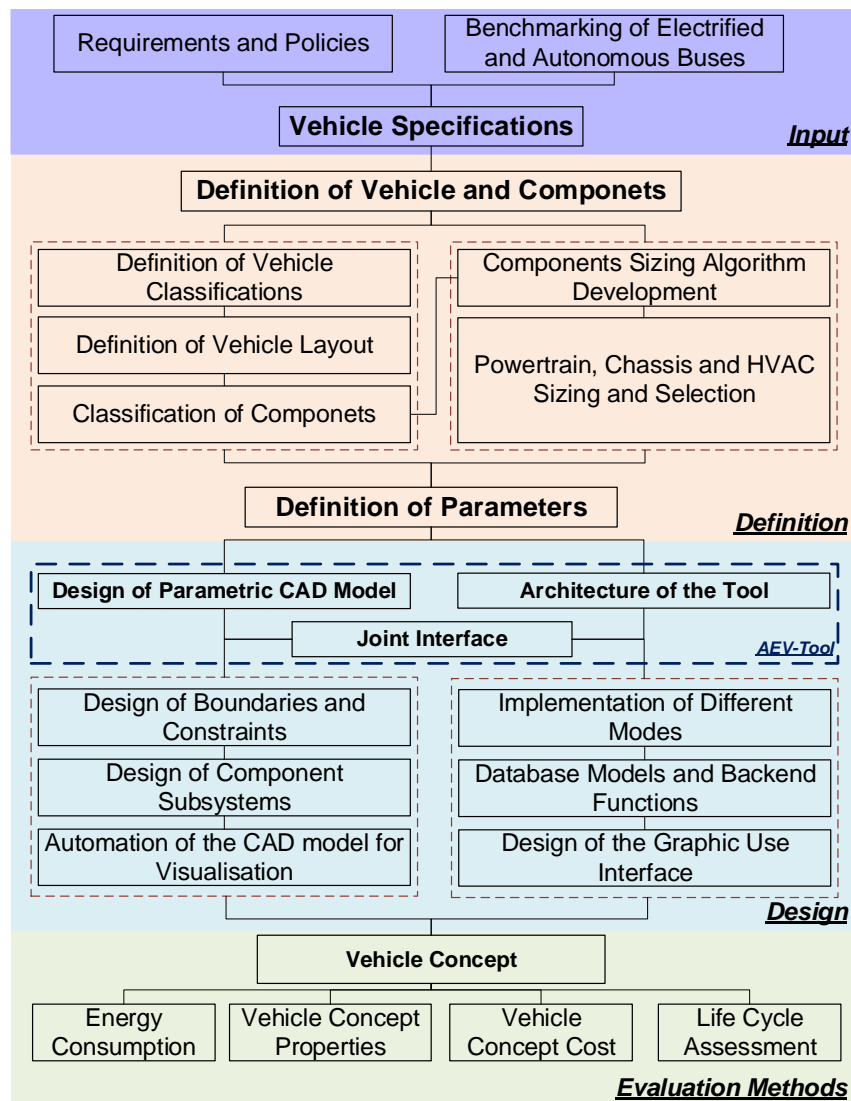 Requirements and Policies
Benchmarking of Electrified
and Autonomous Buses
Vehicle Specifications
Input
Definition of Vehicle and Componets
Definition of Vehicle
Classifications
Definition of Vehicle Layout
Classification of Componets
Components Sizing Algorithm
Development
Powertrain, Chassis and HVAC
Sizing and Selection
Definition of Parameters
Definition
Design of Parametric CAD Model
Architecture of the Tool
Joint Interface
AEV-Tool
Design of Boundaries and
Constraints
Design of Component
Subsystems
Automation of the CAD model for
Visualisation
Implementation of Different
Modes
Database Models and Backend
Functions
Design of the Graphic Use
Interface
Design
Vehicle Concept
Energy
Consumption
Vehicle Concept
Properties
Vehicle
Concept Cost
Life Cycle
Assessment
Evaluation Methods